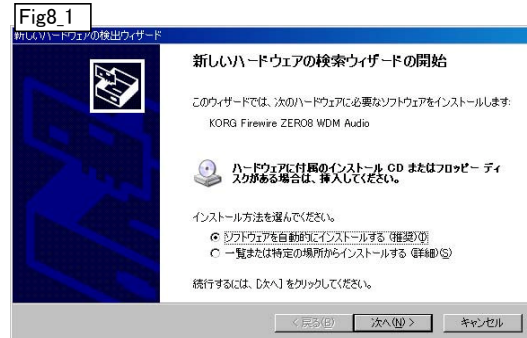 Fig8_1
新しいハードウェアの検出ウィザード
新しいハードウェアの検索ウィザードの開始
このウィザードでは、次のハードウェアに必要なソフトウェアをインストールします:
KORG Firewire ZERO8 WDM Audio
ハードウェアに付属のインストール CD またはフロッピー ディ
スクがある場合は、挿入してください。
インストール方法を選んでください。
ソフトウェアを自動的にインストールする (推奨)(I)
一覧または特定の場所からインストールする (詳細)(S)
続行するには、[次へ] をクリックしてください。
< 戻る(B) 次へ(N) > キャンセル